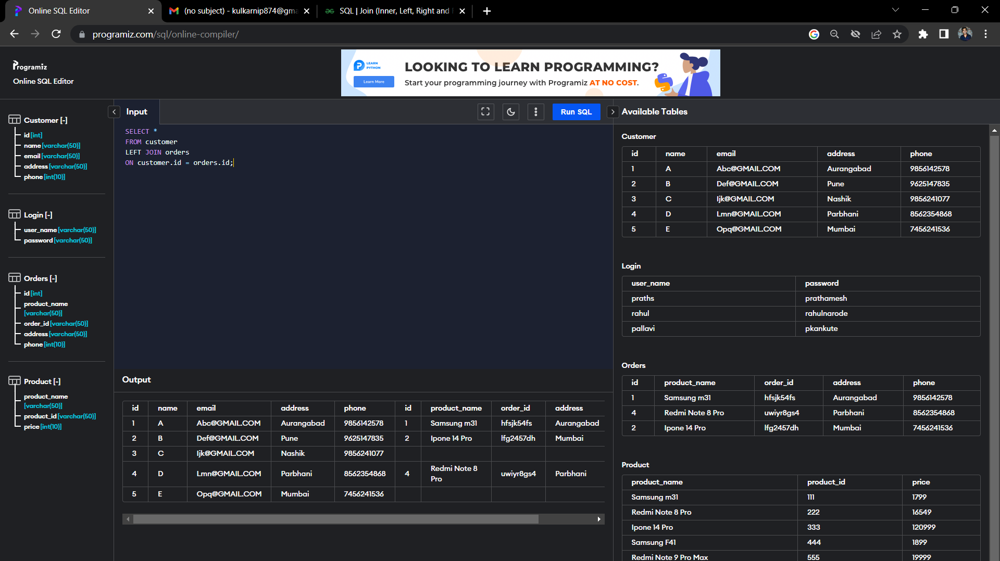 Online SQL Editor
(no subject) - kulkarnip874@gma
SQL | Join (Inner, Left, Right and F
programiz.com/sql/online-compiler/
Programiz
Online SQL Editor
LEARN
PYTHON
Learn More
LOOKING TO LEARN PROGRAMMING?
Start your programming journey with Programiz AT NO COST.
Customer [-]
id [int]
name [varchar(50)]
email [varchar(50)]
address [varchar(50)]
phone [int(10)]
Login [-]
user_name [varchar(50)]
password [varchar(50)]
Orders [-]
id [int]
product_name
[varchar(50)]
order_id [varchar(50)]
address [varchar(50)]
phone [int(10)]
Product [-]
product_name
[varchar(50)]
product_id [varchar(50)]
price [int(10)]
Input
Run SQL
SELECT *
FROM customer
LEFT JOIN orders
ON customer.id = orders.id;
Output
id name email address phone id product_name order_id address
1 A Abc@GMAIL.COM Aurangabad 9856142578 1 Samsung m31 hfsjk54fs Aurangabad
2 B Def@GMAIL.COM Pune 9625147835 2 Ipone 14 Pro lfg2457dh Mumbai
3 C Ijk@GMAIL.COM Nashik 9856241077
4 D Lmn@GMAIL.COM Parbhani 8562354868 4 Redmi Note 8 Pro uwiyr8gs4 Parbhani
5 E Opq@GMAIL.COM Mumbai 7456241536
Available Tables
Customer
id name email address phone
1 A Abc@GMAIL.COM Aurangabad 9856142578
2 B Def@GMAIL.COM Pune 9625147835
3 C Ijk@GMAIL.COM Nashik 9856241077
4 D Lmn@GMAIL.COM Parbhani 8562354868
5 E Opq@GMAIL.COM Mumbai 7456241536
Login
user_name password
praths prathamesh
rahul rahulnarode
pallavi pkankute
Orders
id product_name order_id address phone
1 Samsung m31 hfsjk54fs Aurangabad 9856142578
4 Redmi Note 8 Pro uwiyr8gs4 Parbhani 8562354868
2 Ipone 14 Pro lfg2457dh Mumbai 7456241536
Product
product_name product_id price
Samsung m31 111 1799
Redmi Note 8 Pro 222 16549
Ipone 14 Pro 333 120999
Samsung F41 444 1899
Redmi Note 9 Pro Max 555 19999